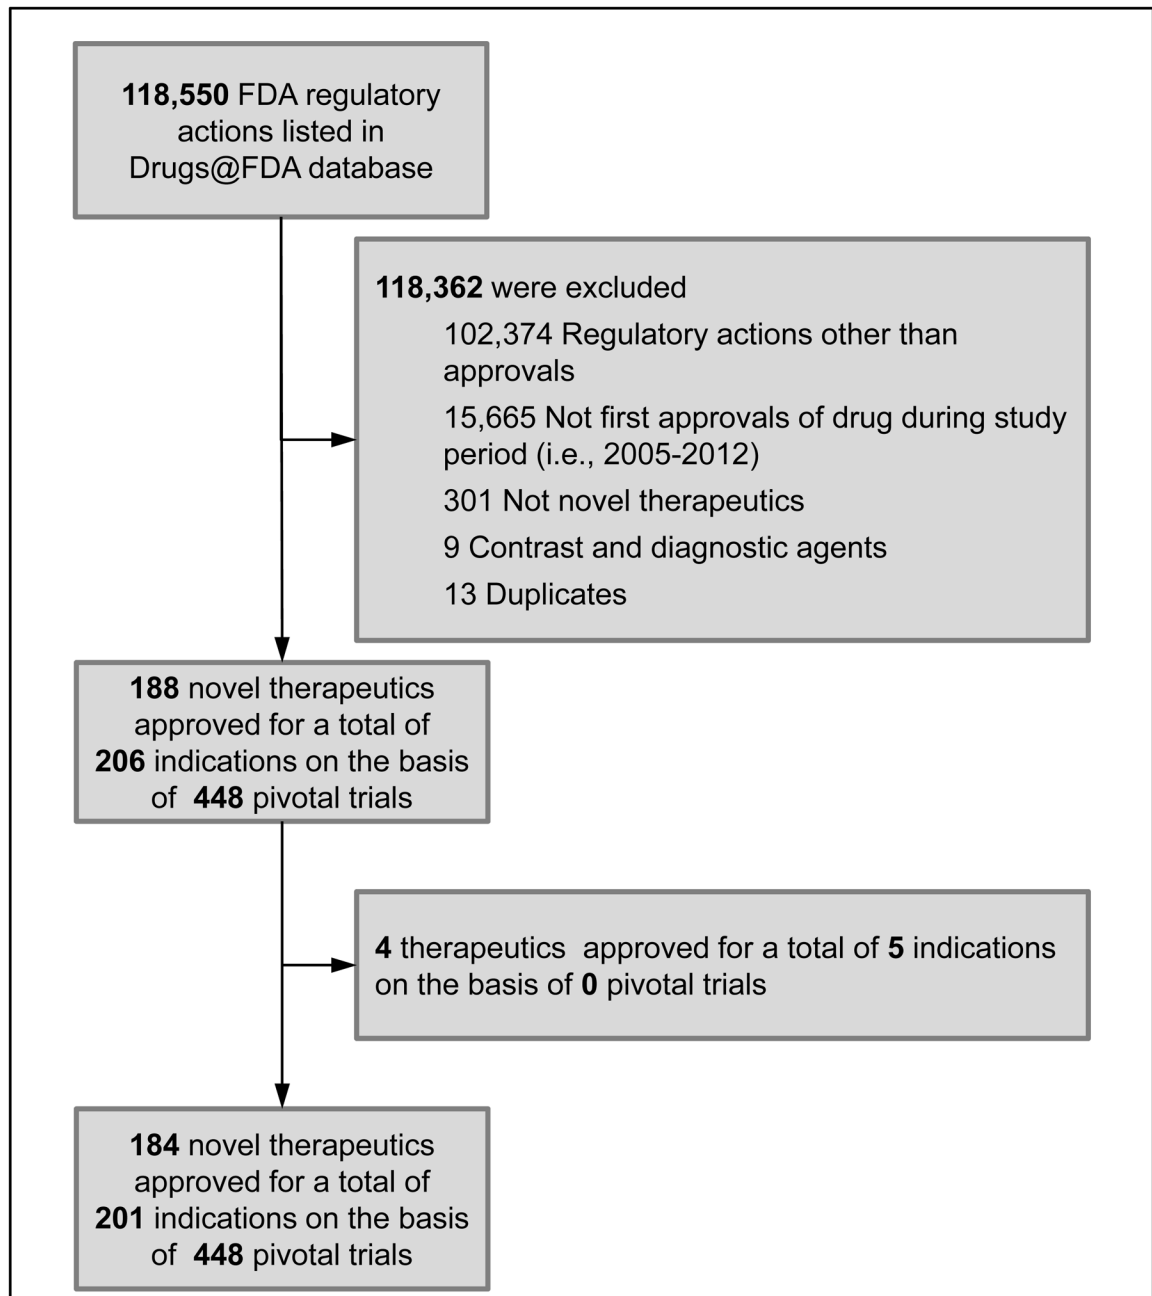 118,550 FDA regulatory
actions listed in
Drugs@FDA database
118,362 were excluded
102,374 Regulatory actions other than
approvals
15,665 Not first approvals of drug during study
period (i.e., 2005-2012)
301 Not novel therapeutics
9 Contrast and diagnostic agents
13 Duplicates
188 novel therapeutics
approved for a total of
206 indications on the basis
of 448 pivotal trials
4 therapeutics approved for a total of 5 indications
on the basis of 0 pivotal trials
184 novel therapeutics
approved for a total of
201 indications on the basis
of 448 pivotal trials